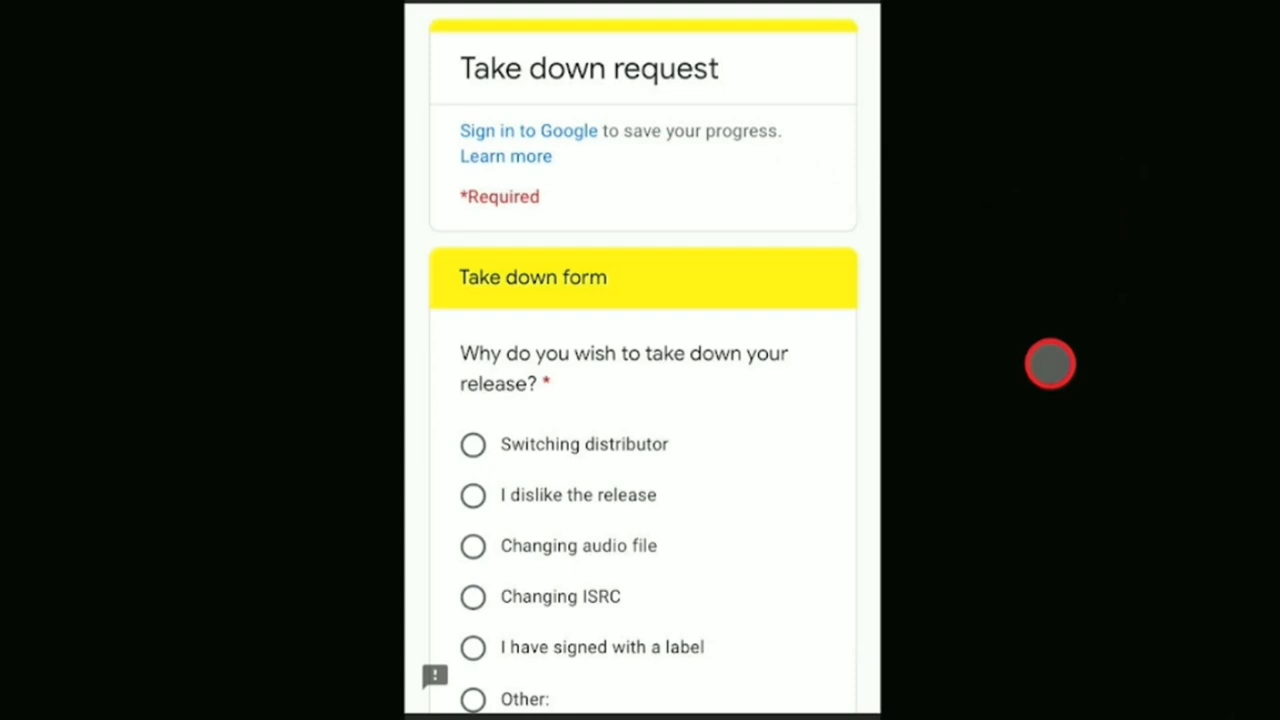 Take down request
Sign in to Google to save your progress.
Learn more
*Required
Take down form
Why do you wish to take down your
release? *
Switching distributor
I dislike the release
Changing audio file
Changing ISRC
I have signed with a label
Other: